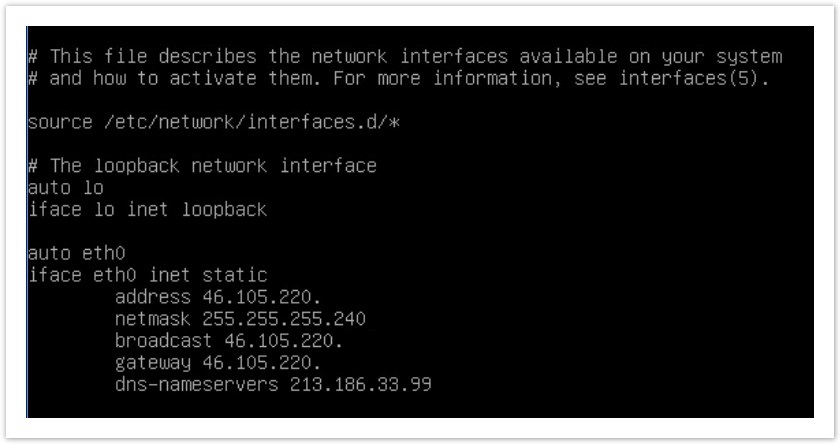 # This file describes the network interfaces available on your system
# and how to activate them. For more information, see interfaces(5).
source /etc/network/interfaces.d/*
# The loopback network interface
auto lo
iface lo inet loopback
auto eth0
iface eth0 inet static
address 46.105.220.
netmask 255.255.255.240
broadcast 46.105.220.
gateway 46.105.220.
dns-nameservers 213.186.33.99